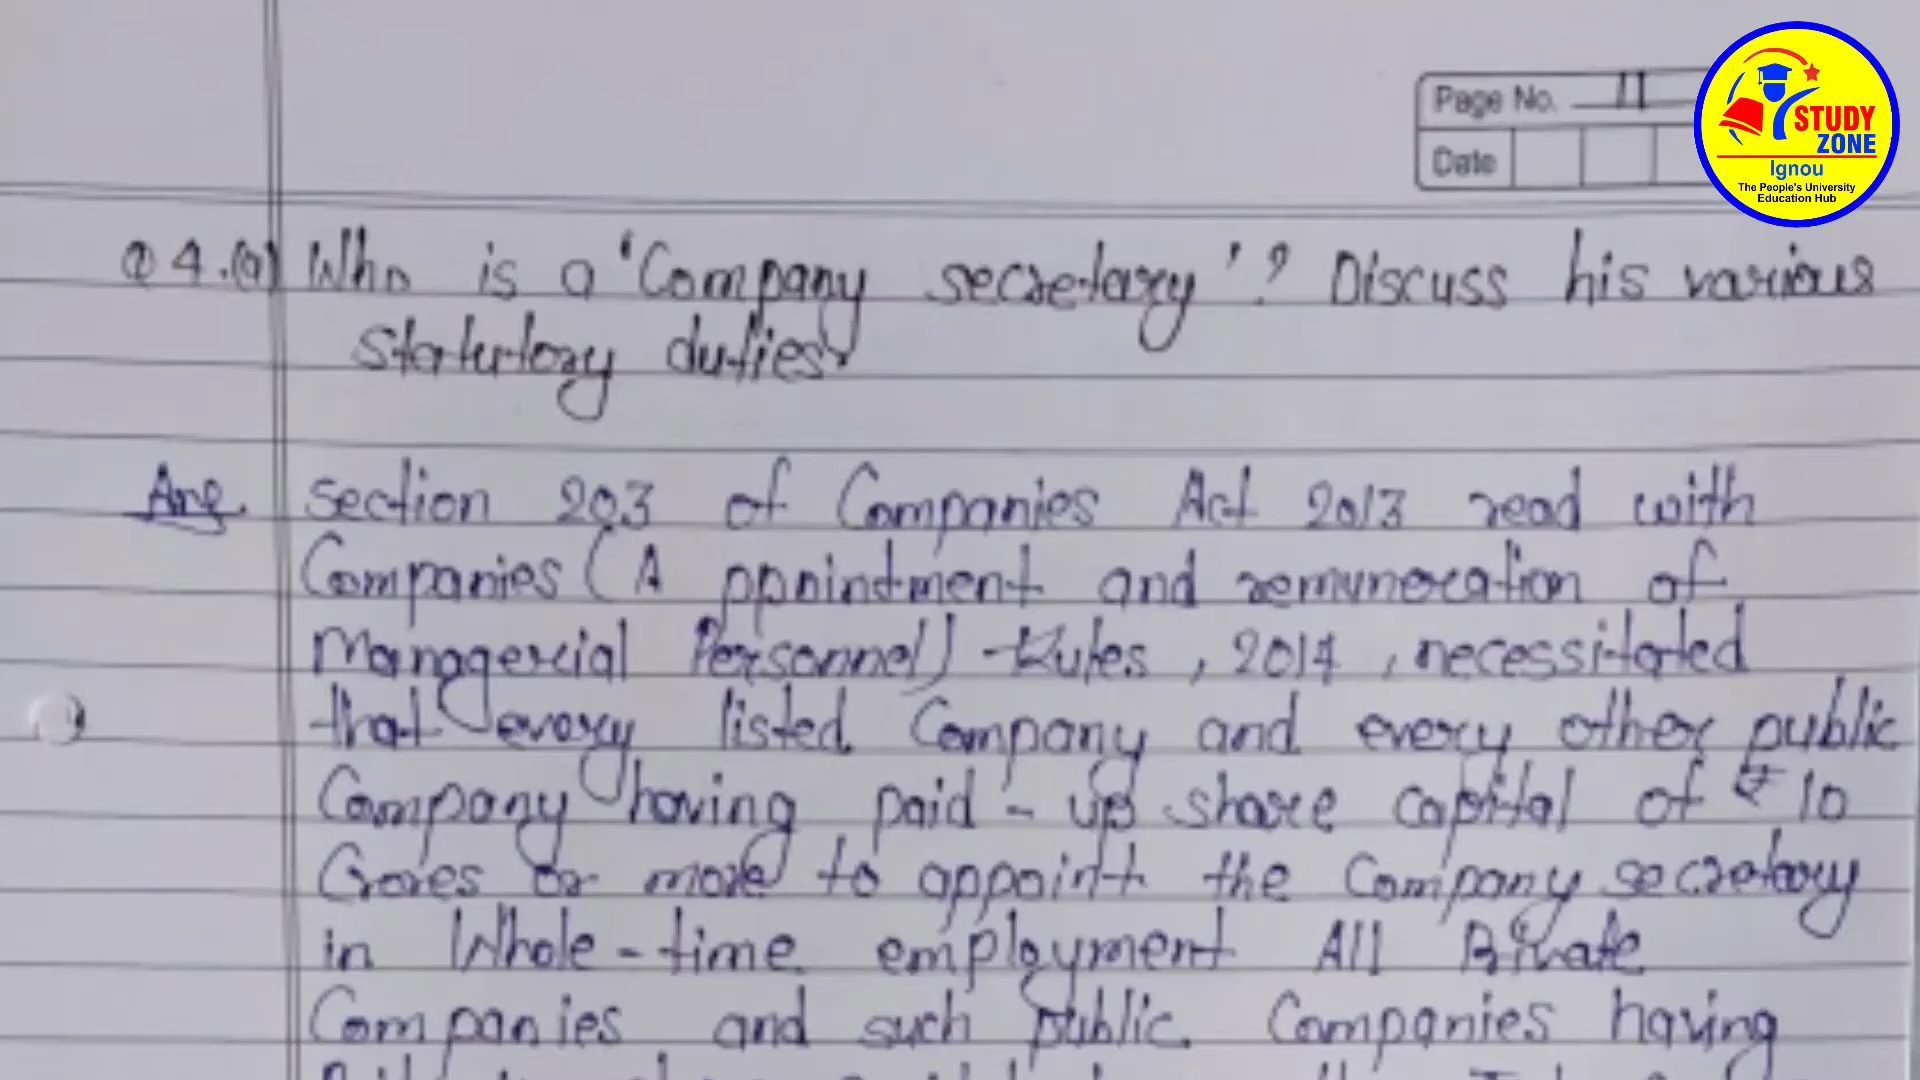 Page No. 11
Date
STUDY
ZONE
Ignou
The People's University
Education Hub
Q 4.(a) Who is a 'Company secretary'? Discuss his various
statutory duties.
Ans. Section 203 of Companies Act 2013 read with
Companies (Appointment and remuneration of
Managerial Personnel) Rules, 2014, necessitated
that every listed Company and every other public
Company having paid-up share capital of ₹ 10
Crores or more to appoint the Company secretary
in Whole-time employment All Private
Companies and such public Companies having